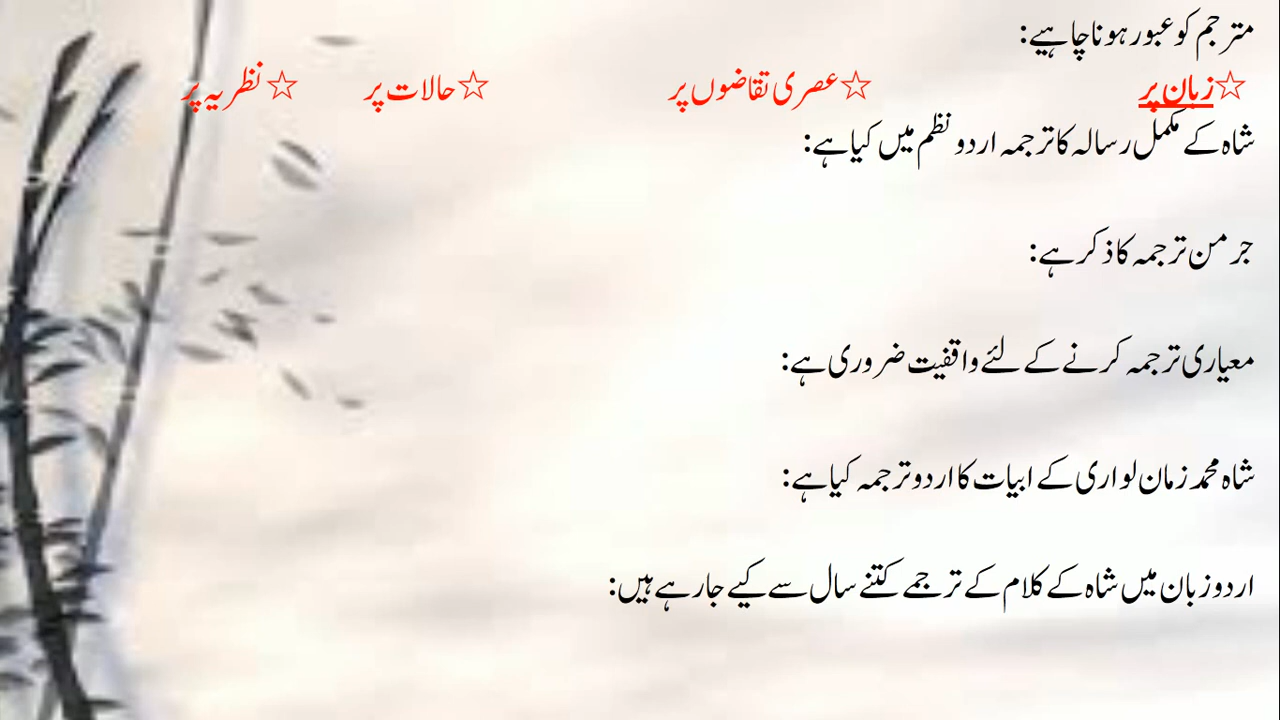 مترجم کو عبور ہونا چاہیے:
☆زبان پر ☆عصری تقاضوں پر ☆حالات پر ☆نظریہ پر
شاہ کے مکمل رسالہ کا ترجمہ اردو نظم میں کیا ہے:
جرمن ترجمہ کا ذکر ہے:
معیاری ترجمہ کرنے کے لئے واقفیت ضروری ہے:
شاہ محمد زمان لواری کے ابیات کا اردو ترجمہ کیا ہے:
اردو زبان میں شاہ کے کلام کے ترجمے کتنے سال سے کیے جا رہے ہیں: